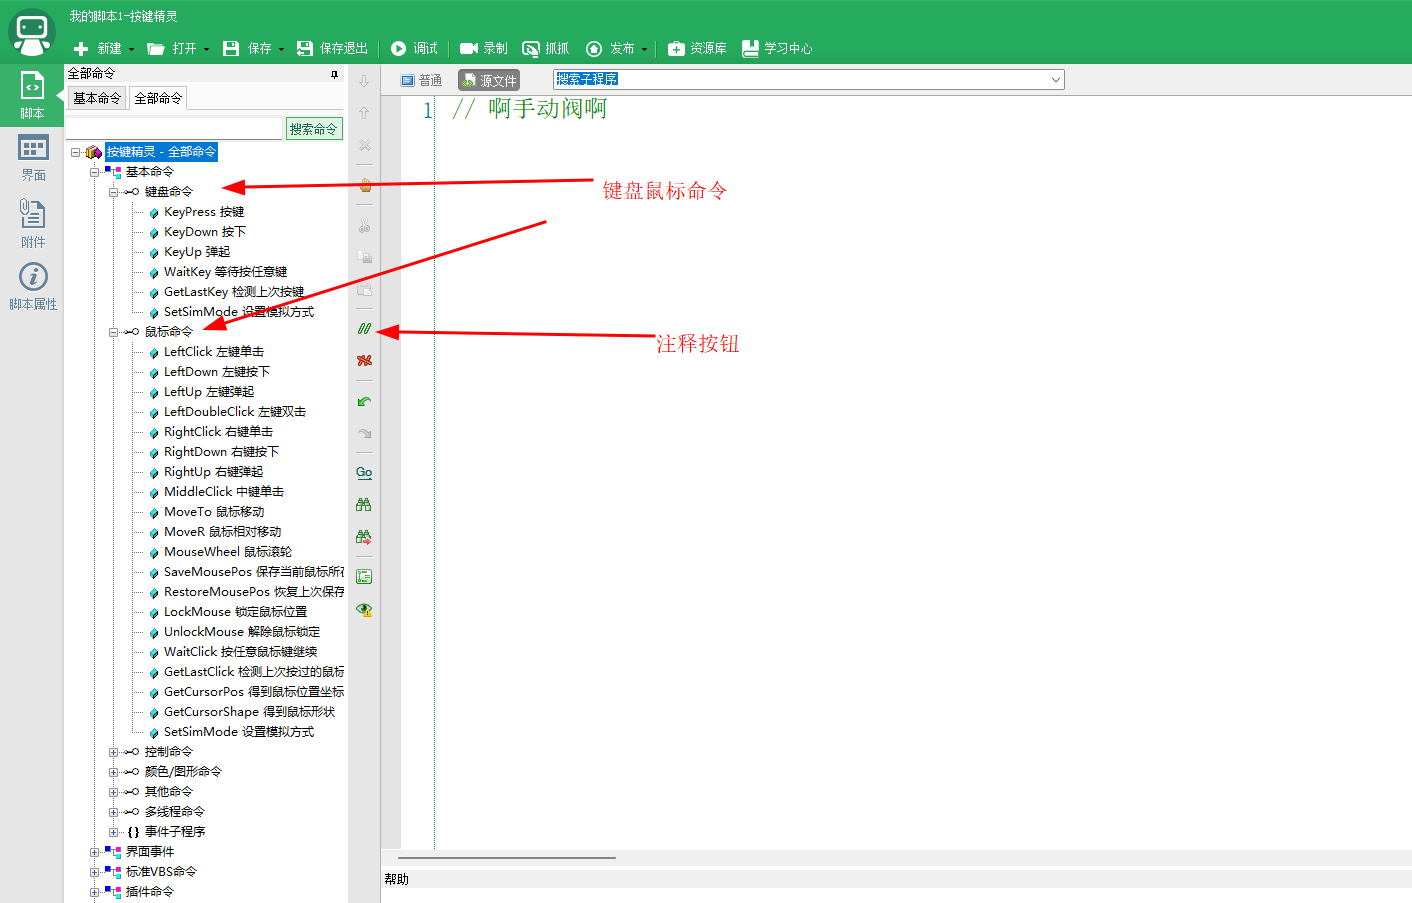 我的脚本1-按键精灵
新建 打开 保存 保存退出 调试 录制 抓抓 发布 资源库 学习中心
脚本
界面
附件
脚本属性
全部命令
基本命令 全部命令
搜索命令
按键精灵 - 全部命令
基本命令
键盘命令
KeyPress 按键
KeyDown 按下
KeyUp 弹起
WaitKey 等待按任意键
GetLastKey 检测上次按键
SetSimMode 设置模拟方式
鼠标命令
LeftClick 左键单击
LeftDown 左键按下
LeftUp 左键弹起
LeftDoubleClick 左键双击
RightClick 右键单击
RightDown 右键按下
RightUp 右键弹起
MiddleClick 中键单击
MoveTo 鼠标移动
MoveR 鼠标相对移动
MouseWheel 鼠标滚轮
SaveMousePos 保存当前鼠标所在
RestoreMousePos 恢复上次保存
LockMouse 锁定鼠标位置
UnlockMouse 解除鼠标锁定
WaitClick 按任意鼠标键继续
GetLastClick 检测上次按过的鼠标
GetCursorPos 得到鼠标位置坐标
GetCursorShape 得到鼠标形状
SetSimMode 设置模拟方式
控制命令
颜色/图形命令
其他命令
多线程命令
{} 事件子程序
界面事件
标准VBS命令
插件命令
Go
普通 源文件 搜索子程序
1 // 啊手动阀啊
键盘鼠标命令
注释按钮
帮助